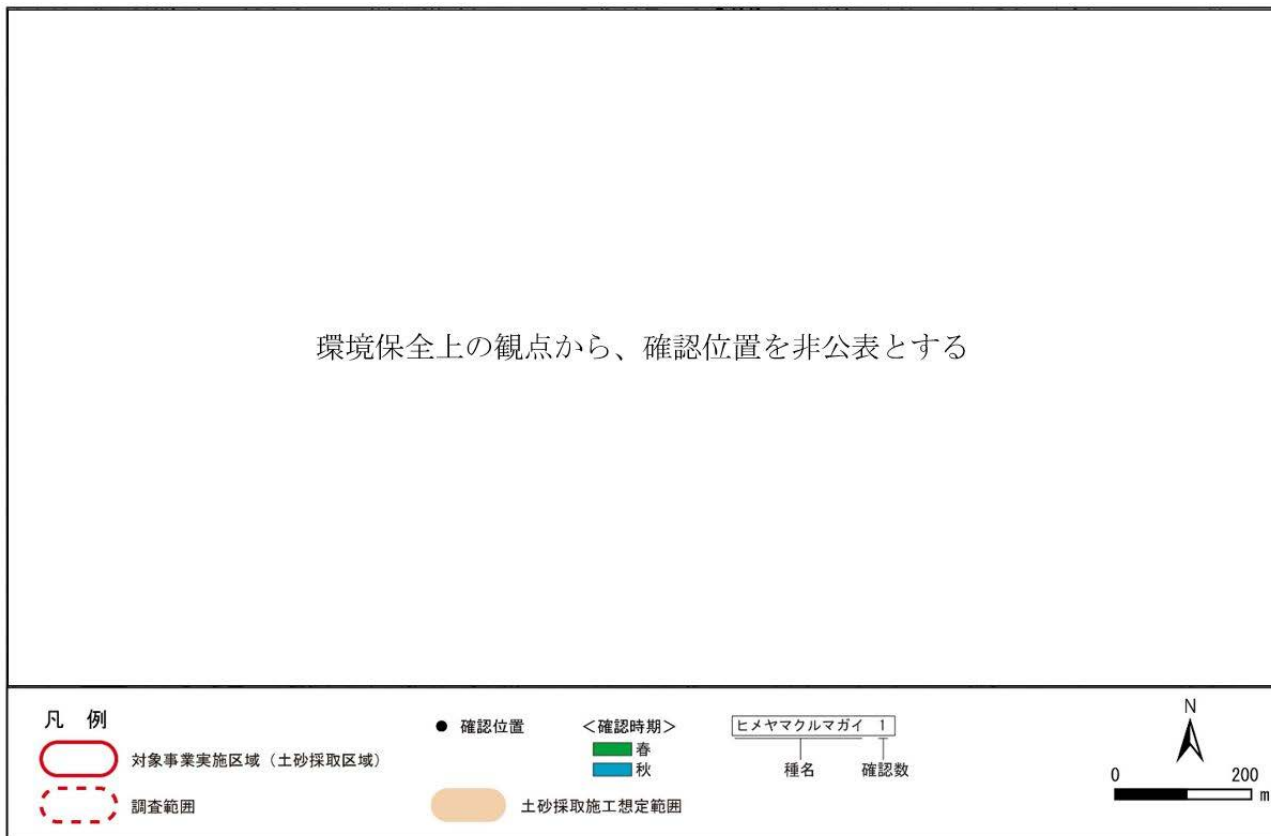 環境保全上の観点から、確認位置を非公表とする
凡 例
対象事業実施区域（土砂採取区域）
調査範囲
● 確認位置
＜確認時期＞
春
秋
土砂採取施工想定範囲
ヒメヤマクルマガイ 1
種名 確認数
N
0 200
m